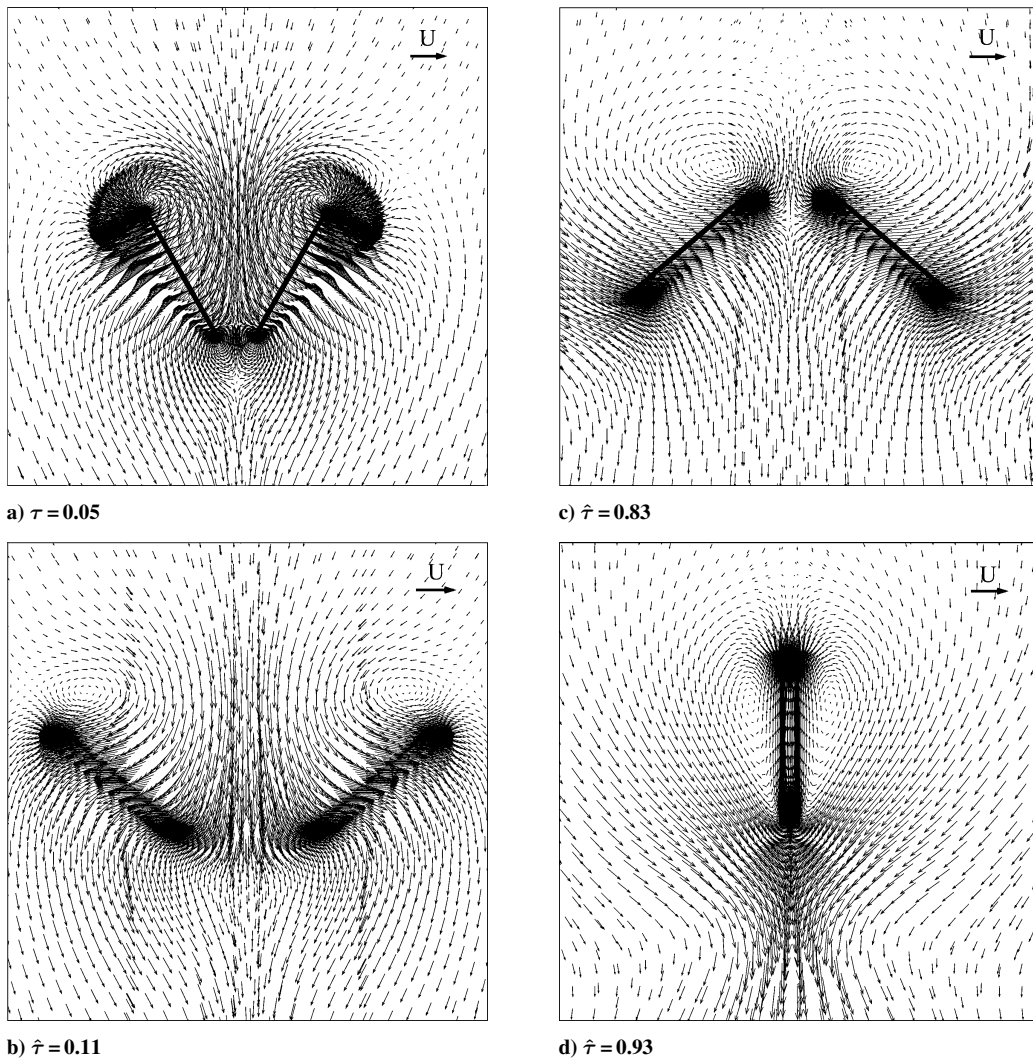 U
a) τ = 0.05
U
b) τ̂ = 0.11
U
c) τ̂ = 0.83
U
d) τ̂ = 0.93